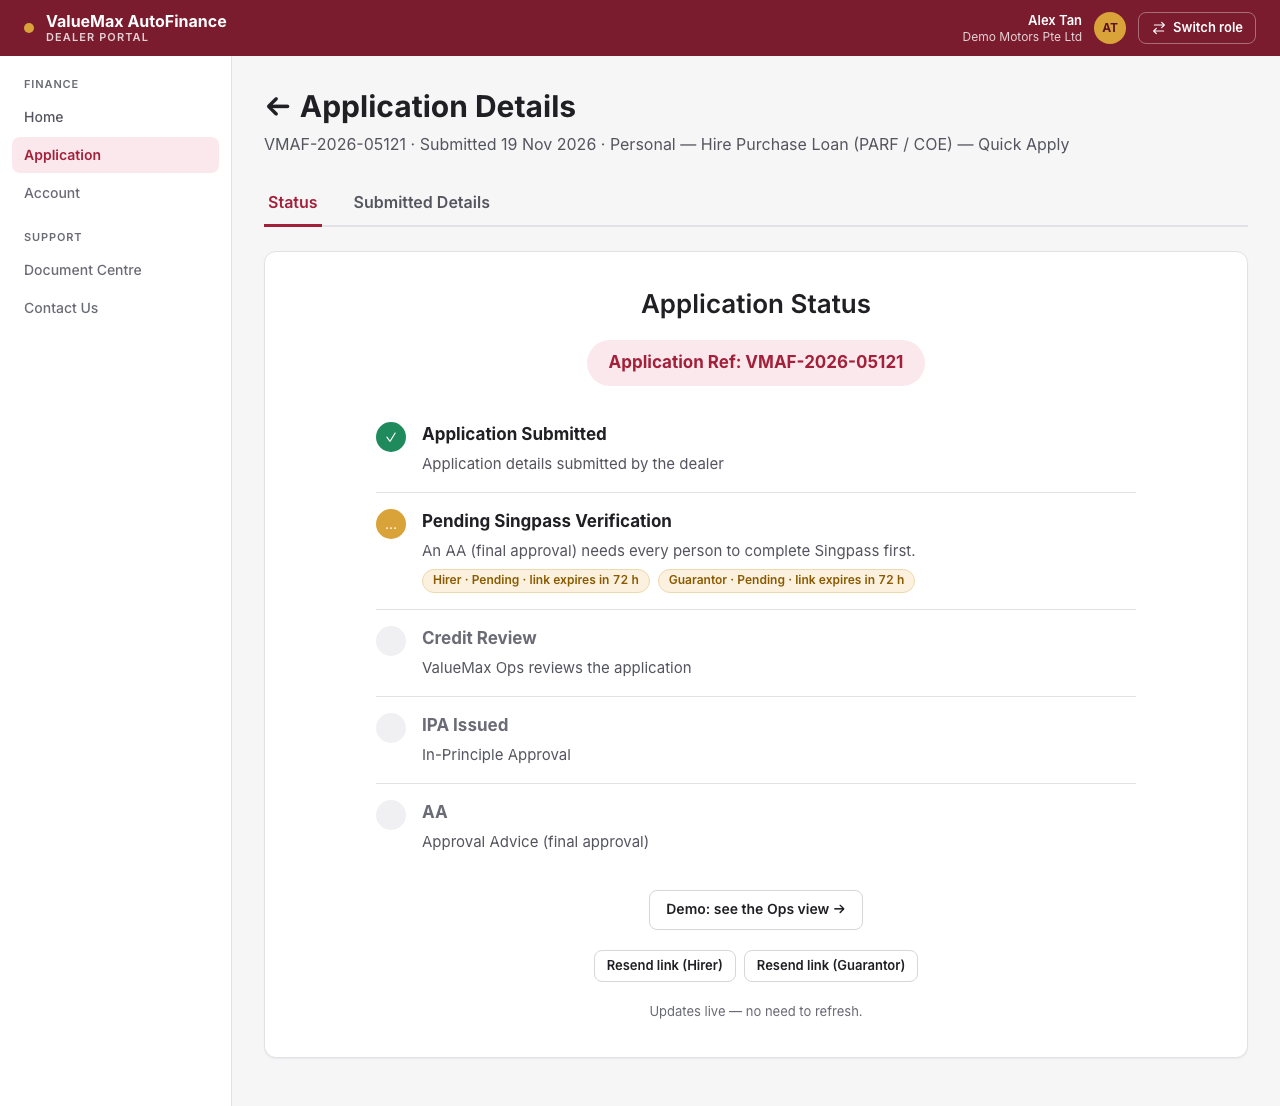 ValueMax AutoFinance
DEALER PORTAL
Alex Tan
Demo Motors Pte Ltd
AT
Switch role
FINANCE
Home
Application
Account
SUPPORT
Document Centre
Contact Us
← Application Details
VMAF-2026-05121 · Submitted 19 Nov 2026 · Personal — Hire Purchase Loan (PARF / COE) — Quick Apply
Status
Submitted Details
Application Status
Application Ref: VMAF-2026-05121
✓
Application Submitted
Application details submitted by the dealer
…
Pending Singpass Verification
An AA (final approval) needs every person to complete Singpass first.
Hirer · Pending · link expires in 72 h
Guarantor · Pending · link expires in 72 h
Credit Review
ValueMax Ops reviews the application
IPA Issued
In-Principle Approval
AA
Approval Advice (final approval)
Demo: see the Ops view →
Resend link (Hirer)
Resend link (Guarantor)
Updates live — no need to refresh.